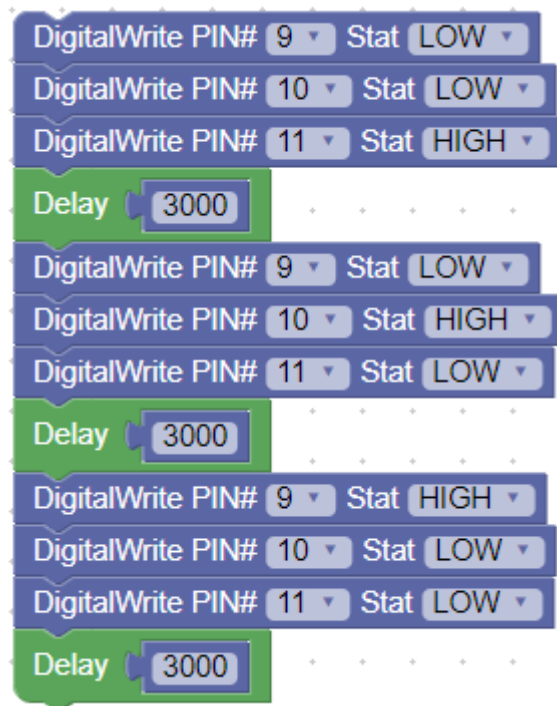 DigitalWrite PIN# 9 Stat LOW
DigitalWrite PIN# 10 Stat LOW
DigitalWrite PIN# 11 Stat HIGH
Delay 3000
DigitalWrite PIN# 9 Stat LOW
DigitalWrite PIN# 10 Stat HIGH
DigitalWrite PIN# 11 Stat LOW
Delay 3000
DigitalWrite PIN# 9 Stat HIGH
DigitalWrite PIN# 10 Stat LOW
DigitalWrite PIN# 11 Stat LOW
Delay 3000